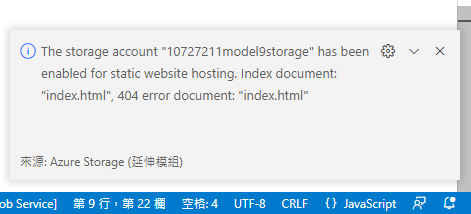 The storage account "10727211model9storage" has been
enabled for static website hosting. Index document:
"index.html", 404 error document: "index.html"
來源: Azure Storage (延伸模組)
ob Service] 第 9 行，第 22 欄 空格: 4 UTF-8 CRLF {} JavaScript